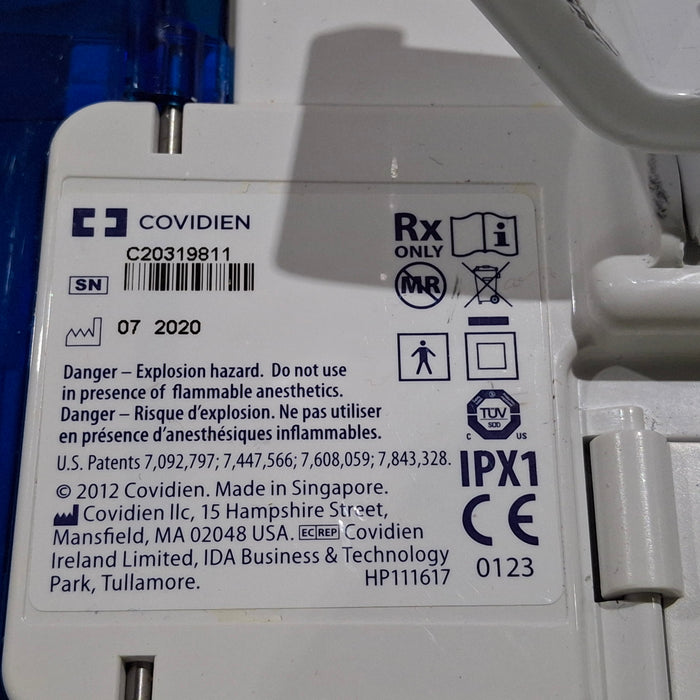 COVIDIEN
C20319811
SN
07 2020
Danger – Explosion hazard. Do not use
in presence of flammable anesthetics.
Danger – Risque d'explosion. Ne pas utiliser
en présence d'anesthésiques inflammables.
U.S. Patents 7,092,797; 7,447,566; 7,608,059; 7,843,328.
© 2012 Covidien. Made in Singapore.
Covidien llc, 15 Hampshire Street,
Mansfield, MA 02048 USA. EC REP Covidien
Ireland Limited, IDA Business & Technology
Park, Tullamore.
HP111617
Rx
ONLY
i
MR
TÜV
SÜD
C US
IPX1
CE
0123